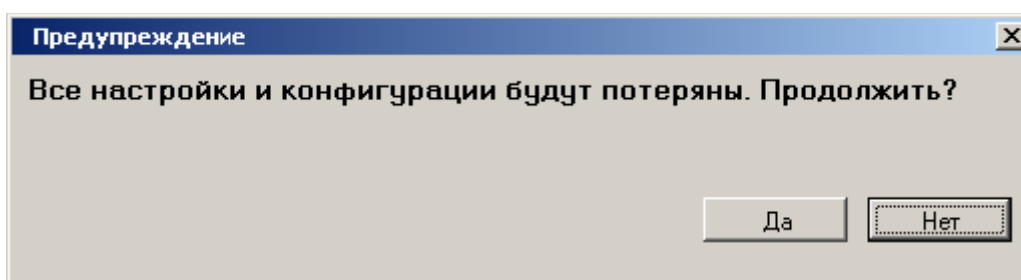 Предупреждение
Все настройки и конфигурации будут потеряны. Продолжить?
Да Нет